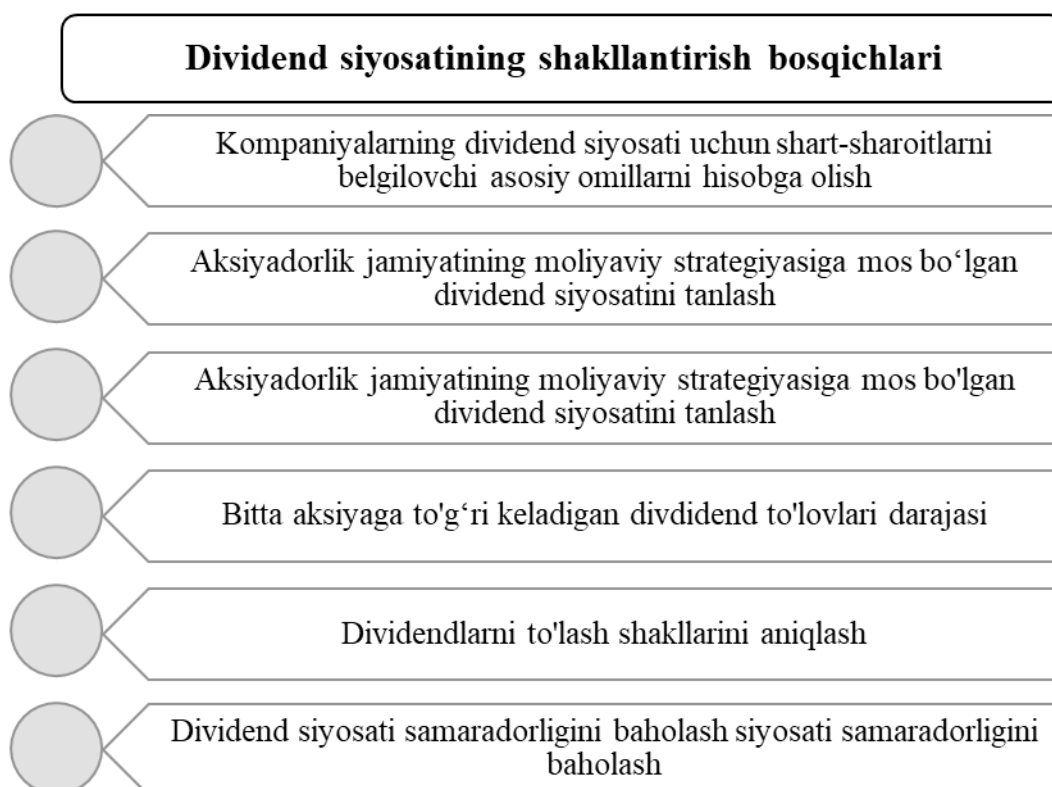 Dividend siyosatining shakllantirish bosqichlari
Kompaniyalarning dividend siyosati uchun shart-sharoitlarni
belgilovchi asosiy omillarni hisobga olish
Aksiyadorlik jamiyatining moliyaviy strategiyasiga mos bo‘lgan
dividend siyosatini tanlash
Aksiyadorlik jamiyatining moliyaviy strategiyasiga mos bo'lgan
dividend siyosatini tanlash
Bitta aksiyaga to'g‘ri keladigan divdidend to'lovlari darajasi
Dividendlarni to'lash shakllarini aniqlash
Dividend siyosati samaradorligini baholash siyosati samaradorligini
baholash